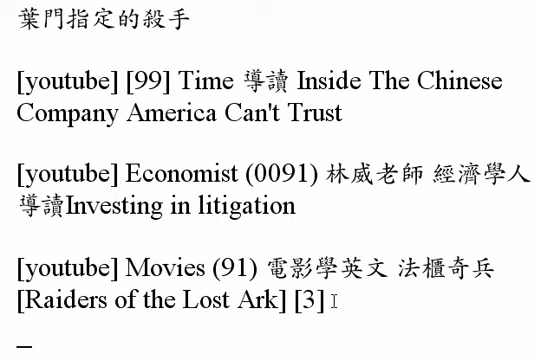 葉門指定的殺手
[youtube] [99] Time 導讀 Inside The Chinese
Company America Can't Trust
[youtube] Economist (0091) 林威老師 經濟學人
導讀Investing in litigation
[youtube] Movies (91) 電影學英文 法櫃奇兵
[Raiders of the Lost Ark] [3]